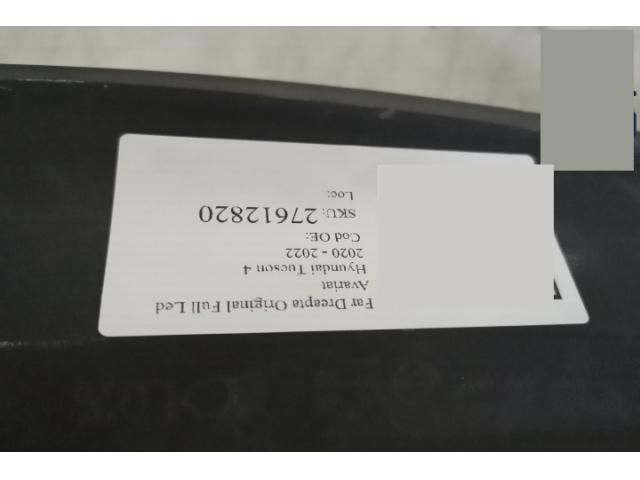 Far Dreapta Original Full Led
Avariat
Hyundai Tucson 4
2020 - 2022
Cod OE:
SKU: 27612820
Loc: